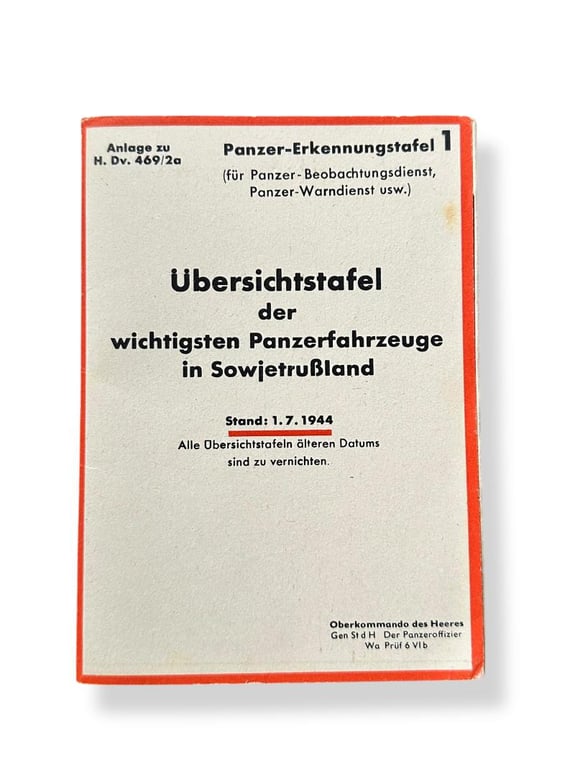 Anlage zu
H. Dv. 469/2a
Panzer-Erkennungstafel 1
(für Panzer-Beobachtungsdienst,
Panzer-Warndienst usw.)
Übersichtstafel
der
wichtigsten Panzerfahrzeuge
in Sowjetrußland
Stand: 1.7.1944
Alle Übersichtstafeln älteren Datums
sind zu vernichten.
Oberkommando des Heeres
Gen St d H Der Panzeroffizier
Wa Prüf 6 VIb